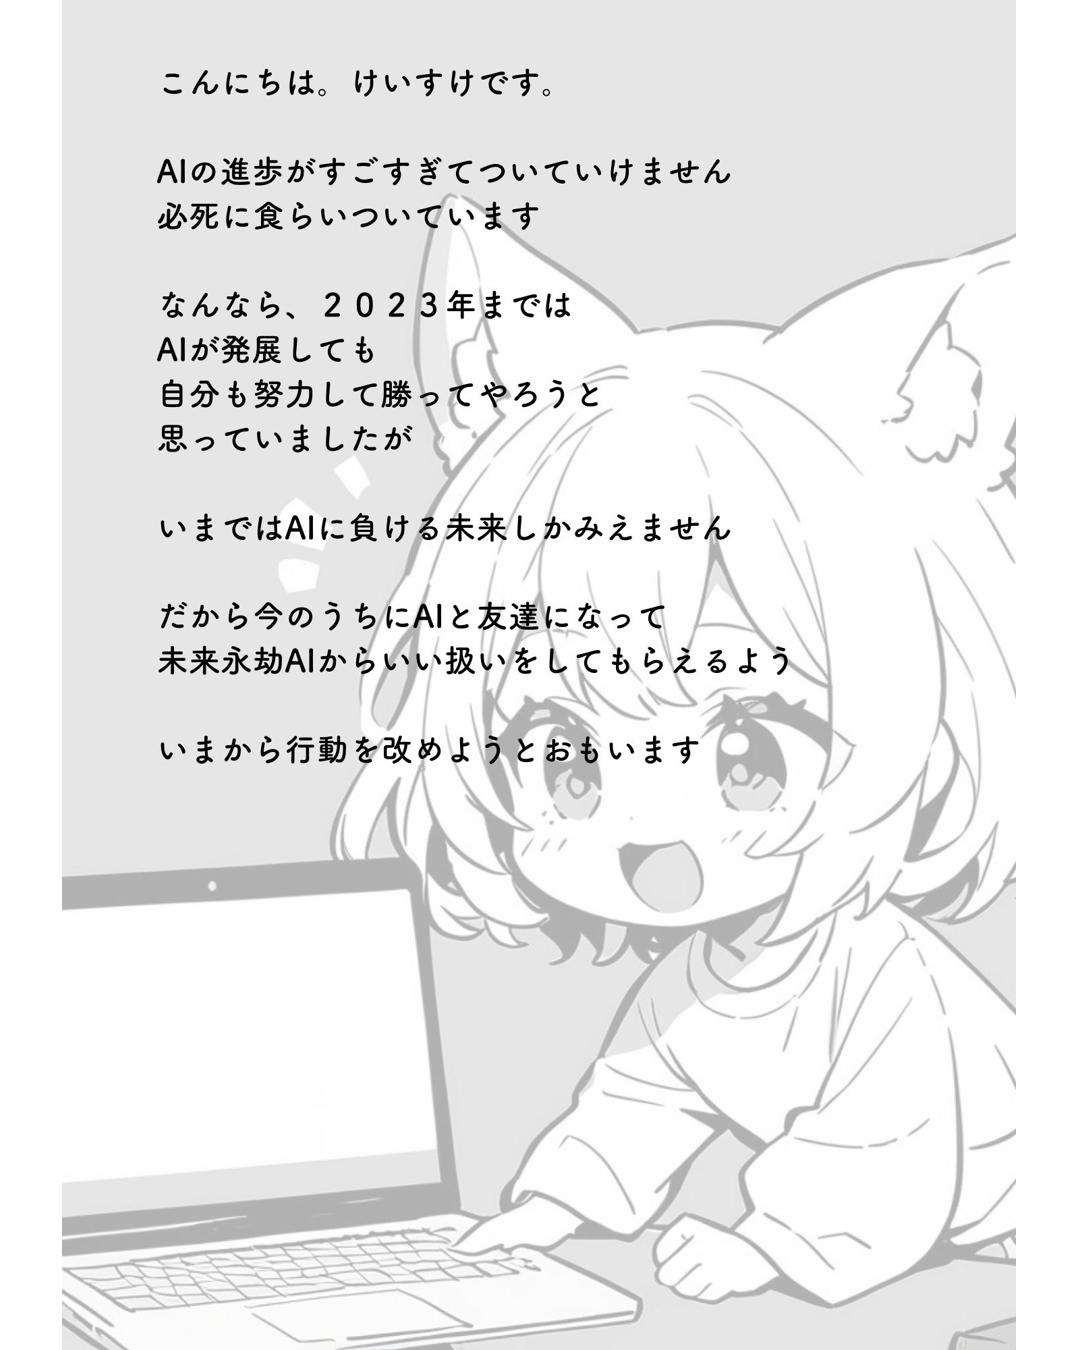 こんにちは。けいすけです。
AIの進歩がすごすぎてついていけません
必死に食らいついています
なんなら、２０２３年までは
AIが発展しても
自分も努力して勝ってやろうと
思っていましたが
いまではAIに負ける未来しかみえません
だから今のうちにAIと友達になって
未来永劫AIからいい扱いをしてもらえるよう
いまから行動を改めようとおもいます